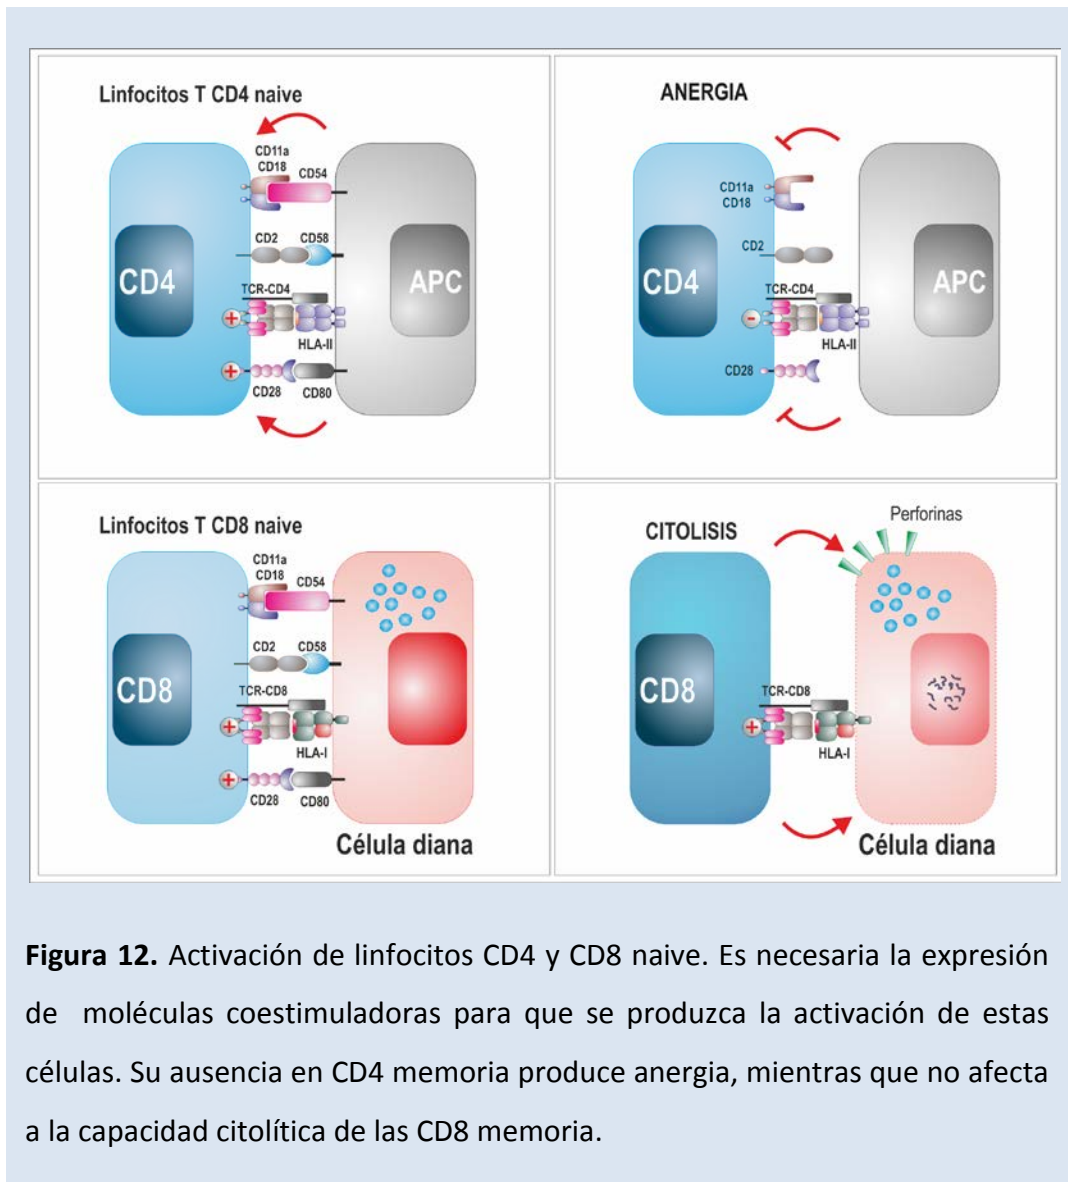 Linfocitos T CD4 naive
CD11a
CD18
CD54
CD2
CD58
CD4
APC
TCR-CD4
HLA-II
CD28
CD80
ANERGIA
CD11a
CD18
CD2
CD4
APC
TCR-CD4
HLA-II
CD28
Linfocitos T CD8 naive
CD11a
CD18
CD54
CD2
CD58
CD8
TCR-CD8
HLA-I
CD28
CD80
Célula diana
CITOLISIS
Perforinas
CD8
TCR-CD8
HLA-I
Célula diana
Figura 12. Activación de linfocitos CD4 y CD8 naive. Es necesaria la expresión
de moléculas coestimuladoras para que se produzca la activación de estas
células. Su ausencia en CD4 memoria produce anergia, mientras que no afecta
a la capacidad citolítica de las CD8 memoria.